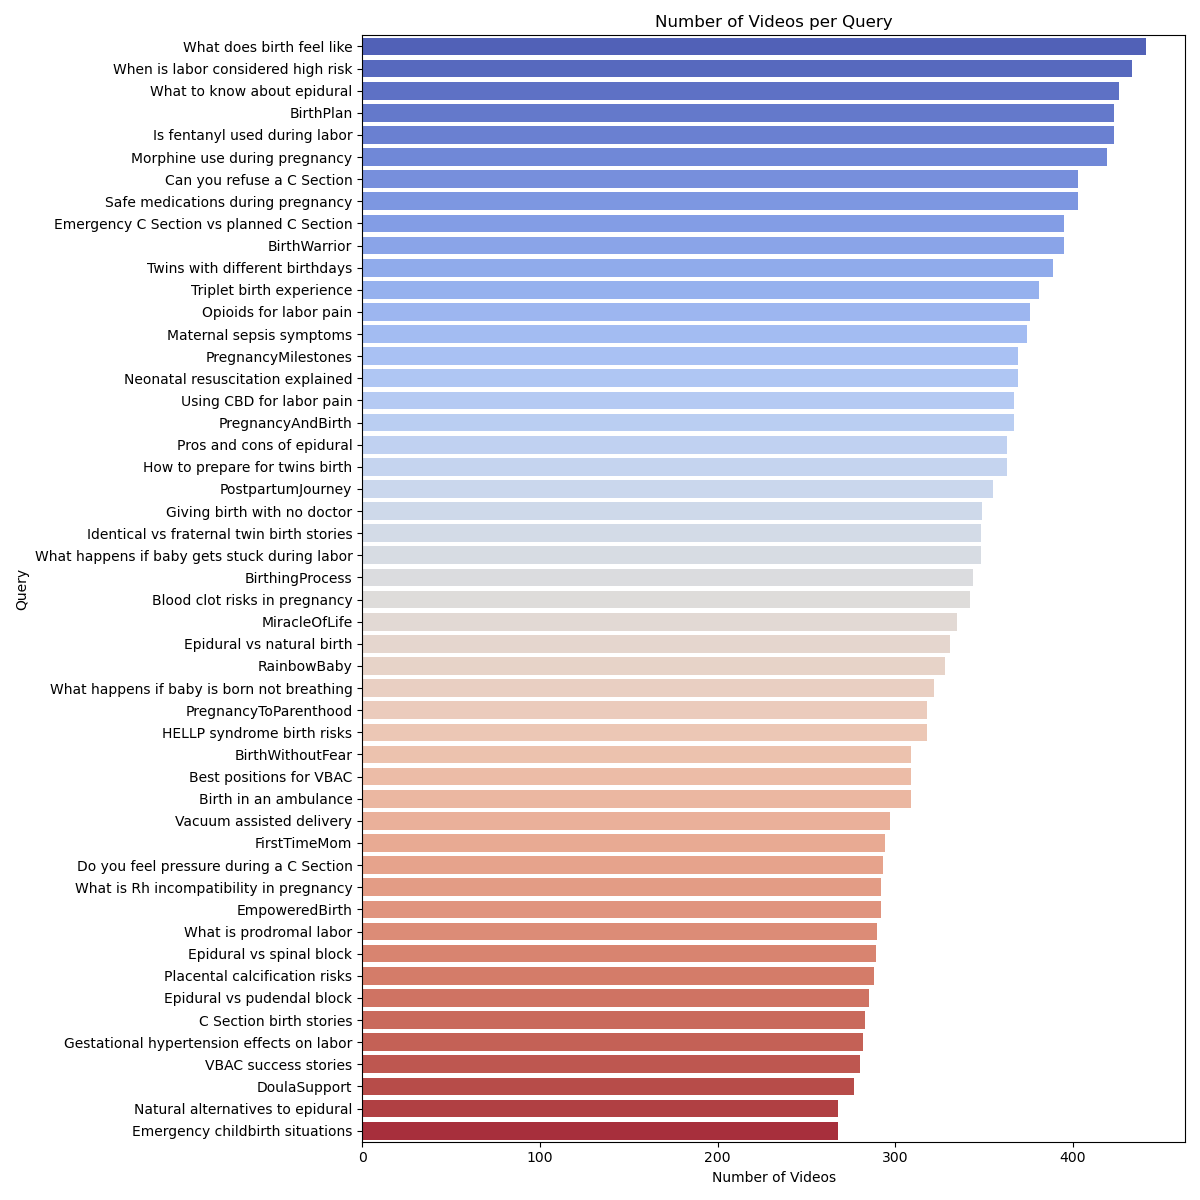 Number of Videos per Query
What does birth feel like
When is labor considered high risk
What to know about epidural
BirthPlan
Is fentanyl used during labor
Morphine use during pregnancy
Can you refuse a C Section
Safe medications during pregnancy
Emergency C Section vs planned C Section
BirthWarrior
Twins with different birthdays
Triplet birth experience
Opioids for labor pain
Maternal sepsis symptoms
PregnancyMilestones
Neonatal resuscitation explained
Using CBD for labor pain
PregnancyAndBirth
Pros and cons of epidural
How to prepare for twins birth
PostpartumJourney
Giving birth with no doctor
Identical vs fraternal twin birth stories
What happens if baby gets stuck during labor
BirthingProcess
Blood clot risks in pregnancy
MiracleOfLife
Epidural vs natural birth
RainbowBaby
What happens if baby is born not breathing
PregnancyToParenthood
HELLP syndrome birth risks
BirthWithoutFear
Best positions for VBAC
Birth in an ambulance
Vacuum assisted delivery
FirstTimeMom
Do you feel pressure during a C Section
What is Rh incompatibility in pregnancy
EmpoweredBirth
What is prodromal labor
Epidural vs spinal block
Placental calcification risks
Epidural vs pudendal block
C Section birth stories
Gestational hypertension effects on labor
VBAC success stories
DoulaSupport
Natural alternatives to epidural
Emergency childbirth situations
Query
0 100 200 300 400
Number of Videos